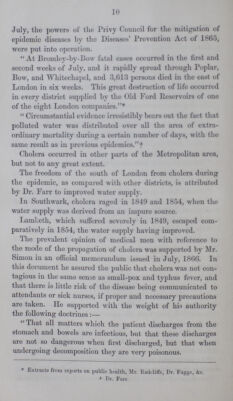 10
July, the powers of the Privy Council for the mitigation of
epidemic diseases by the Diseases' Prevention Act of 1865,
were put into operation.
"At Bromley-by-Bow fatal cases occurred in the first and
second weeks of July, and it rapidly spread through Poplar,
Bow, and Whitechapel, and 3,613 persons died in the east of
London in six weeks. This great destruction of life occurred
in every district supplied by the Old Ford Reservoirs of one
of the eight London companies."*
"Circumstantial evidence irresistibly bears out the fact that
polluted water was distributed over all the area of extra-
ordinary mortality during a certain number of days, with the
same result as in previous epidemics."†
Cholera occurred in other parts of the Metropolitan area,
but not to any great extent.
The freedom of the south of London from cholera during
the epidemic, as compared with other districts, is attributed
by Dr. Farr to improved water supply.
In Southwark, cholera raged in 1849 and 1854, when the
water supply was derived from an impure source.
Lambeth, which suffered severely in 1849, escaped com-
paratively in 1854, the water supply having improved.
The prevalent opinion of medical men with reference to
the mode of the propagation of cholera was supported by Mr.
Simon in an official memorandum issued in July, 1866. In
this document he assured the public that cholera was not con-
tagious in the same sense as small-pox and typhus fever, and
that there is little risk of the disease being communicated to
attendants or sick nurses, if proper and necessary precautions
are taken. He supported with the weight of his authority
the following doctrines:—
"That all matters which the patient discharges from the
stomach and bowels are infectious, but that these discharges
are not so dangerous when first discharged, but that when
undergoing decomposition they are very poisonous.
* Extracts from reports on public health, Mr. Radcliffe, Dr. Fagge, &c.
† Dr. Farr.